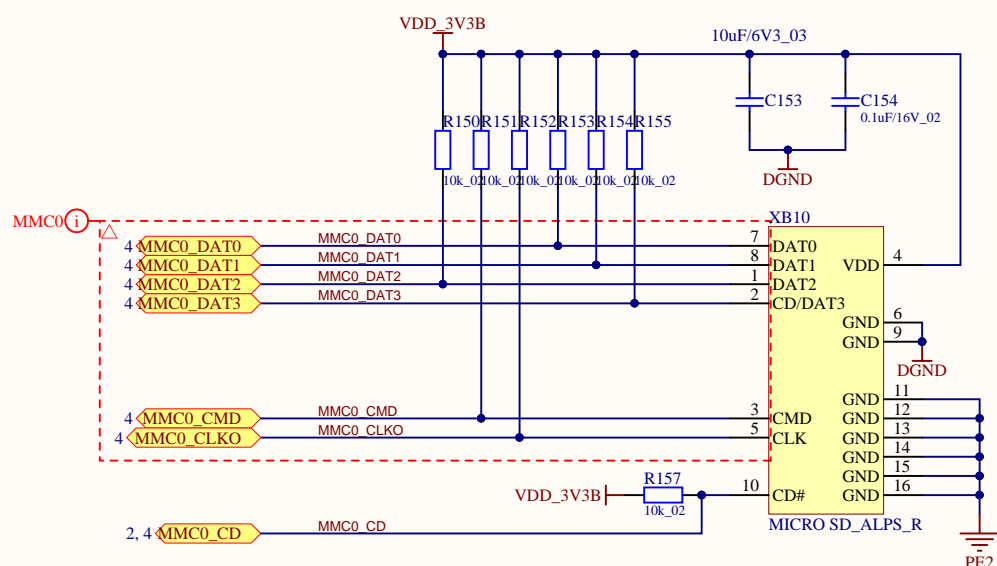 VDD_3V3B
10uF/6V3_03
C153
C154
0.1uF/16V_02
DGND
R150
R151
R152
R153
R154
R155
10k_02
10k_02
10k_02
10k_02
10k_02
10k_02
MMC0
i
XB10
4 MMC0_DAT0 MMC0_DAT0 7 DAT0
4 MMC0_DAT1 MMC0_DAT1 8 DAT1 VDD 4
4 MMC0_DAT2 MMC0_DAT2 1 DAT2
4 MMC0_DAT3 MMC0_DAT3 2 CD/DAT3
GND 6
GND 9
DGND
GND 11
4 MMC0_CMD MMC0_CMD 3 CMD GND 12
4 MMC0_CLKO MMC0_CLKO 5 CLK GND 13
GND 14
GND 15
R157
VDD_3V3B 10 CD# GND 16
10k_02
MICRO SD_ALPS_R
2, 4 MMC0_CD MMC0_CD
PE2